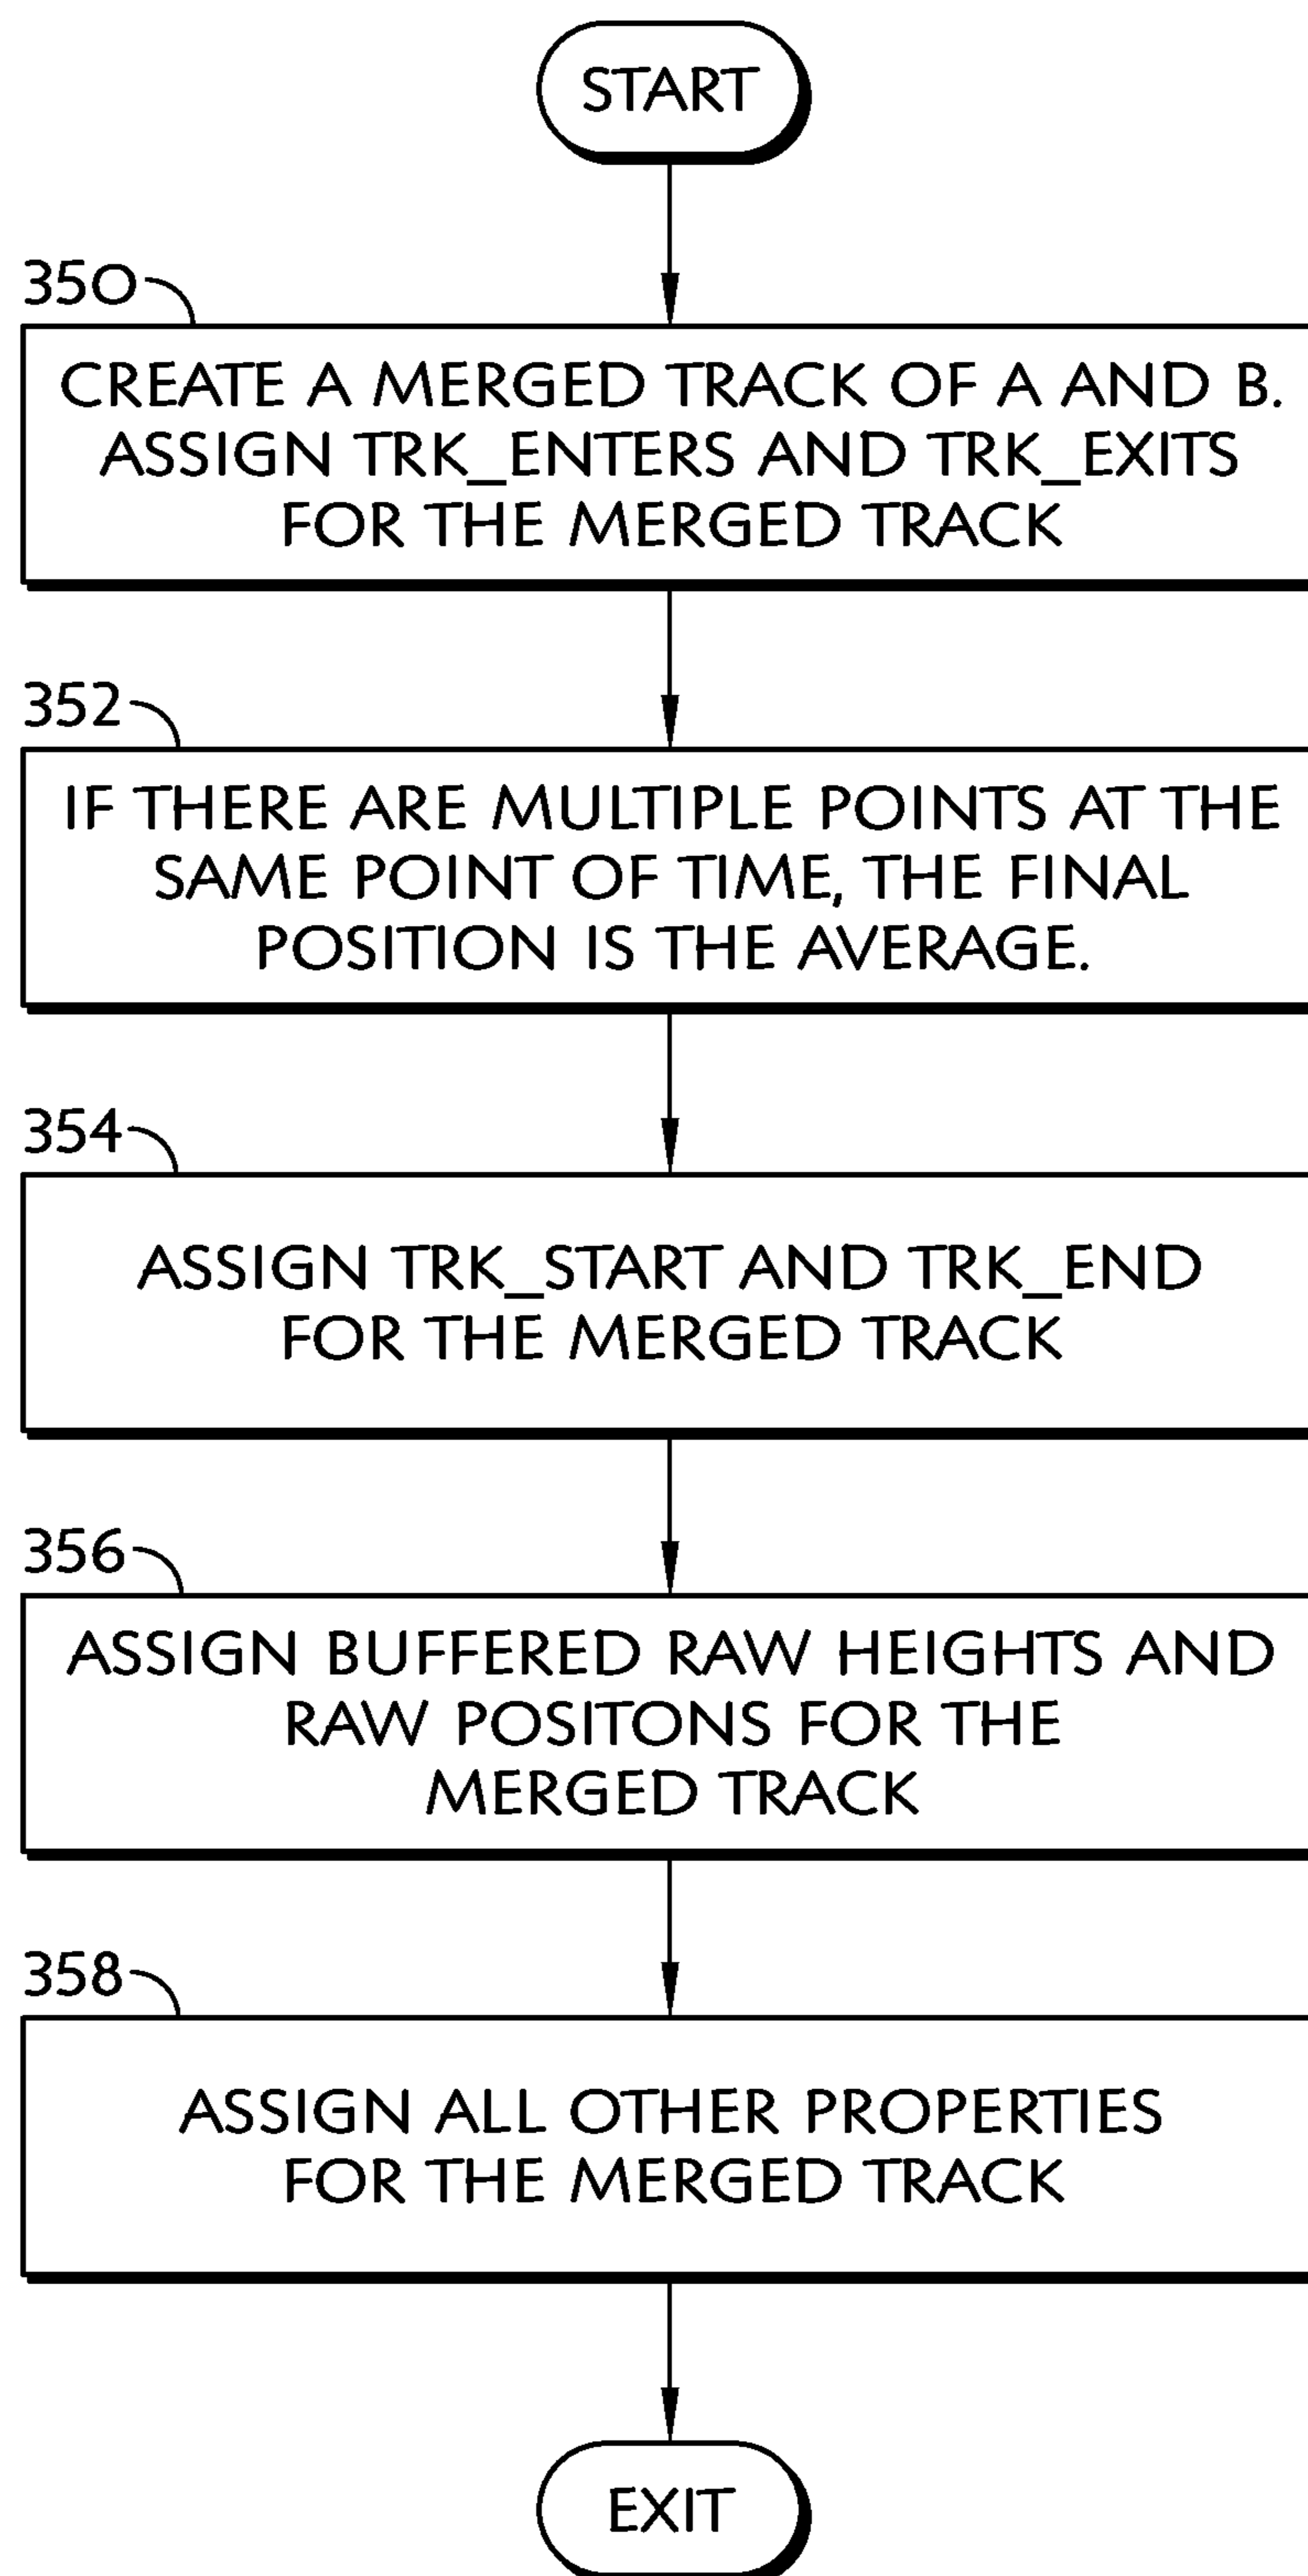 START
350
CREATE A MERGED TRACK OF A AND B.
ASSIGN TRK_ENTERS AND TRK_EXITS
FOR THE MERGED TRACK
352
IF THERE ARE MULTIPLE POINTS AT THE
SAME POINT OF TIME, THE FINAL
POSITION IS THE AVERAGE.
354
ASSIGN TRK_START AND TRK_END
FOR THE MERGED TRACK
356
ASSIGN BUFFERED RAW HEIGHTS AND
RAW POSITONS FOR THE
MERGED TRACK
358
ASSIGN ALL OTHER PROPERTIES
FOR THE MERGED TRACK
EXIT